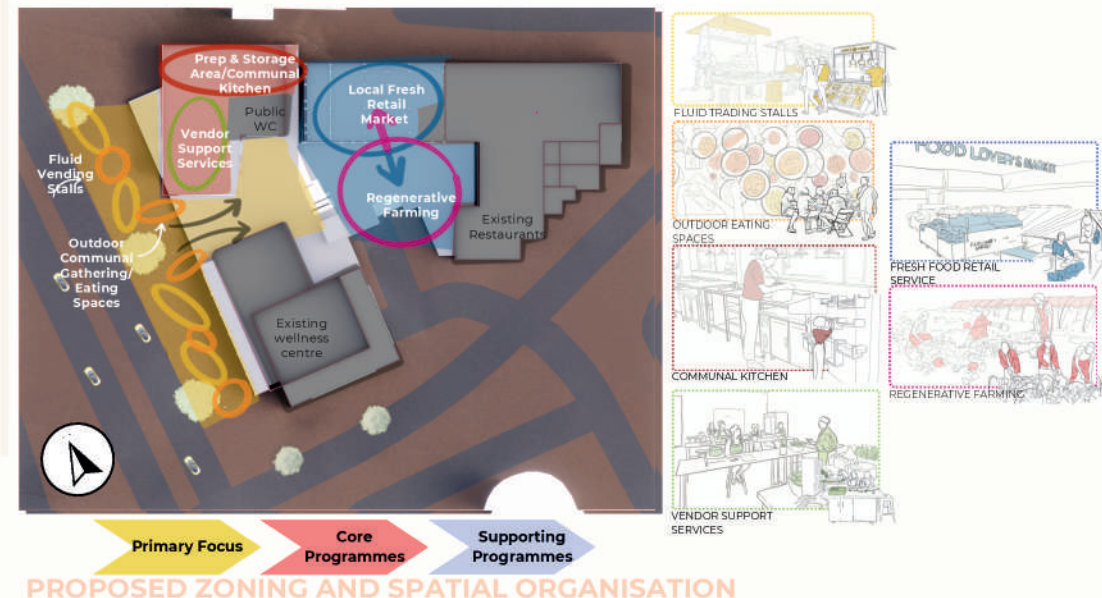 Prep & Storage
Area/Communal
Kitchen
Local Fresh
Retail
Market
Public
WC
Vendor
Support
Services
Fluid
Vending
Stalls
Regenerative
Farming
Existing
Restaurants
Outdoor
Communal
Gathering/
Eating
Spaces
Existing
wellness
centre
FLUID TRADING STALLS
OUTDOOR EATING
SPACES
COMMUNAL KITCHEN
VENDOR SUPPORT
SERVICES
FOOD LOVER'S MARKET
FRESH FOOD RETAIL
SERVICE
REGENERATIVE FARMING
Primary Focus
Core
Programmes
Supporting
Programmes
PROPOSED ZONING AND SPATIAL ORGANISATION